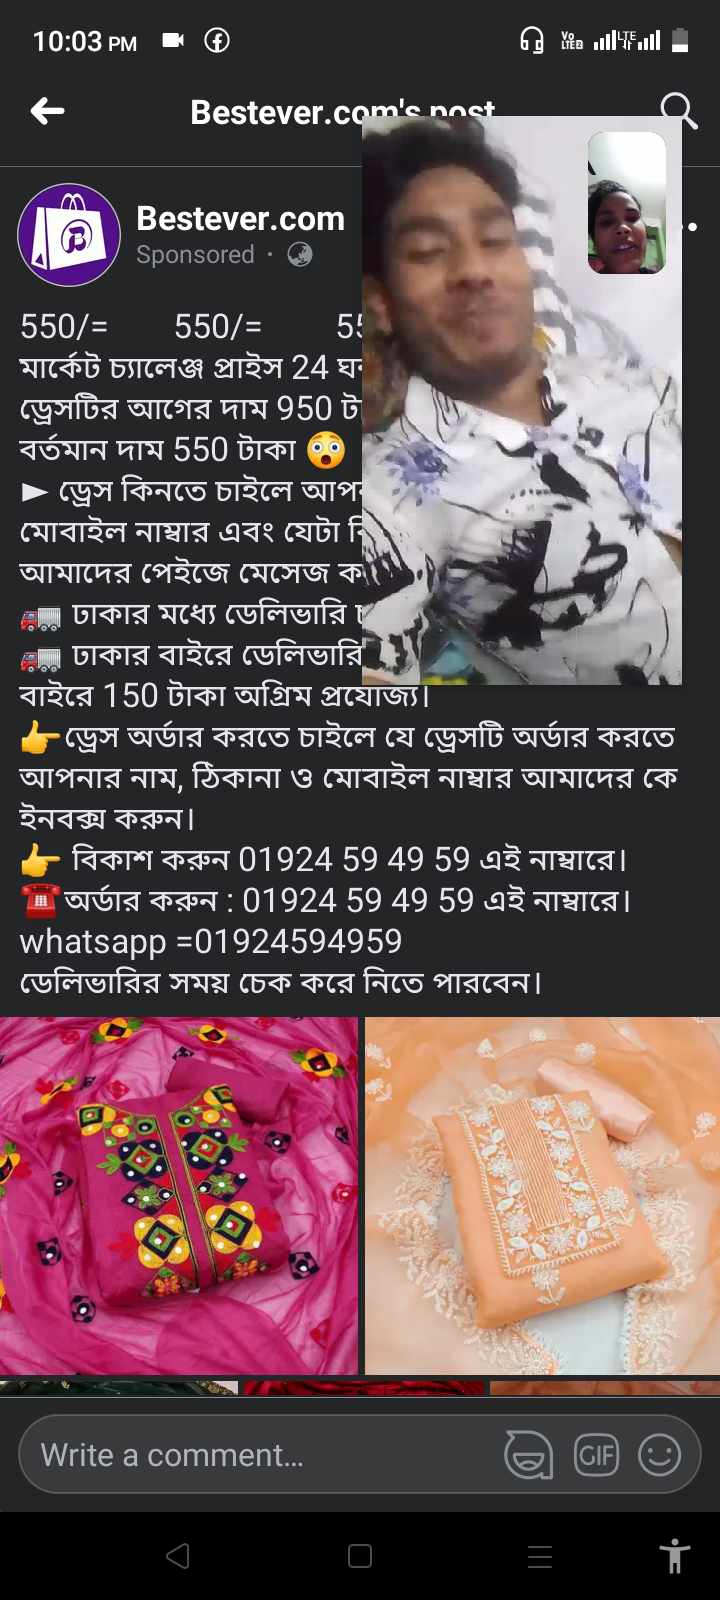 10:03 PM
Vo LTE2 LTE
Bestever.com's post
Bestever.com
Sponsored ·
550/= 550/=
মার্কেট চ্যালেঞ্জ প্রাইস 24
ড্রেসটির আগের দাম 950
বর্তমান দাম 550 টাকা 😲
► ড্রেস কিনতে চাইলে
মোবাইল নাম্বার এবং যেটা
আমাদের পেইজে মেসেজ
🚛 ঢাকার মধ্যে ডেলিভারি
🚛 ঢাকার বাইরে ডেলিভারি
বাইরে 150 টাকা অগ্রিম প্রযোজ্য।
👉ড্রেস অর্ডার করতে চাইলে যে ড্রেসটি অর্ডার করতে
আপনার নাম, ঠিকানা ও মোবাইল নাম্বার আমাদের কে
ইনবক্স করুন।
👉 বিকাশ করুন 01924 59 49 59 এই নাম্বারে।
☎️অর্ডার করুন : 01924 59 49 59 এই নাম্বারে।
whatsapp =01924594959
ডেলিভারির সময় চেক করে নিতে পারবেন।
Write a comment...
GIF